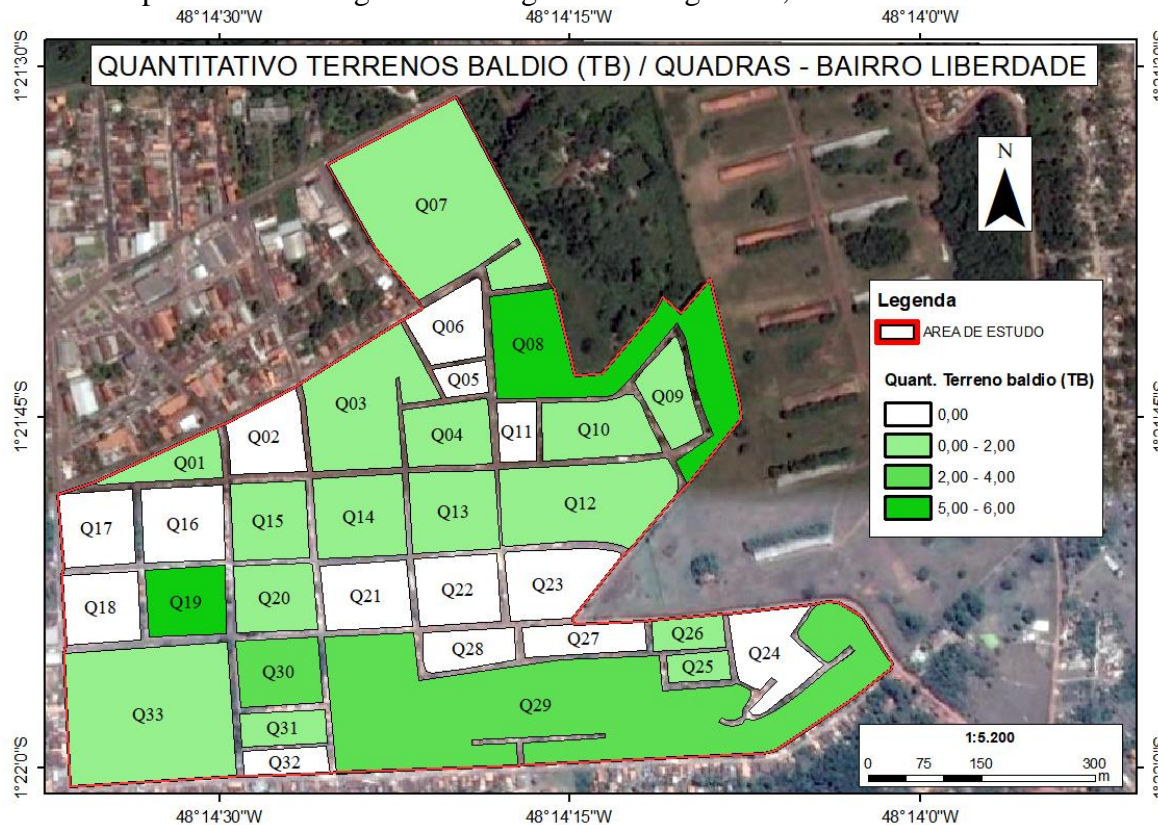 48°14'30"W 48°14'15"W 48°14'0"W
1°21'30"S
QUANTITATIVO TERRENOS BALDIO (TB) / QUADRAS - BAIRRO LIBERDADE
N
Q07
Legenda
AREA DE ESTUDO
Quant. Terreno baldio (TB)
0,00
0,00 - 2,00
2,00 - 4,00
5,00 - 6,00
Q06
Q08
Q05
Q09
Q03
1°21'45"S
Q02
Q04
Q11
Q10
Q01
Q12
Q13
Q14
Q15
Q16
Q17
Q18
Q19
Q20
Q21
Q22
Q23
Q28
Q27
Q26
Q25
Q24
Q30
Q29
Q33
Q31
Q32
1°22'0"S
1:5.200
0 75 150 300
m
48°14'30"W 48°14'15"W 48°14'0"W